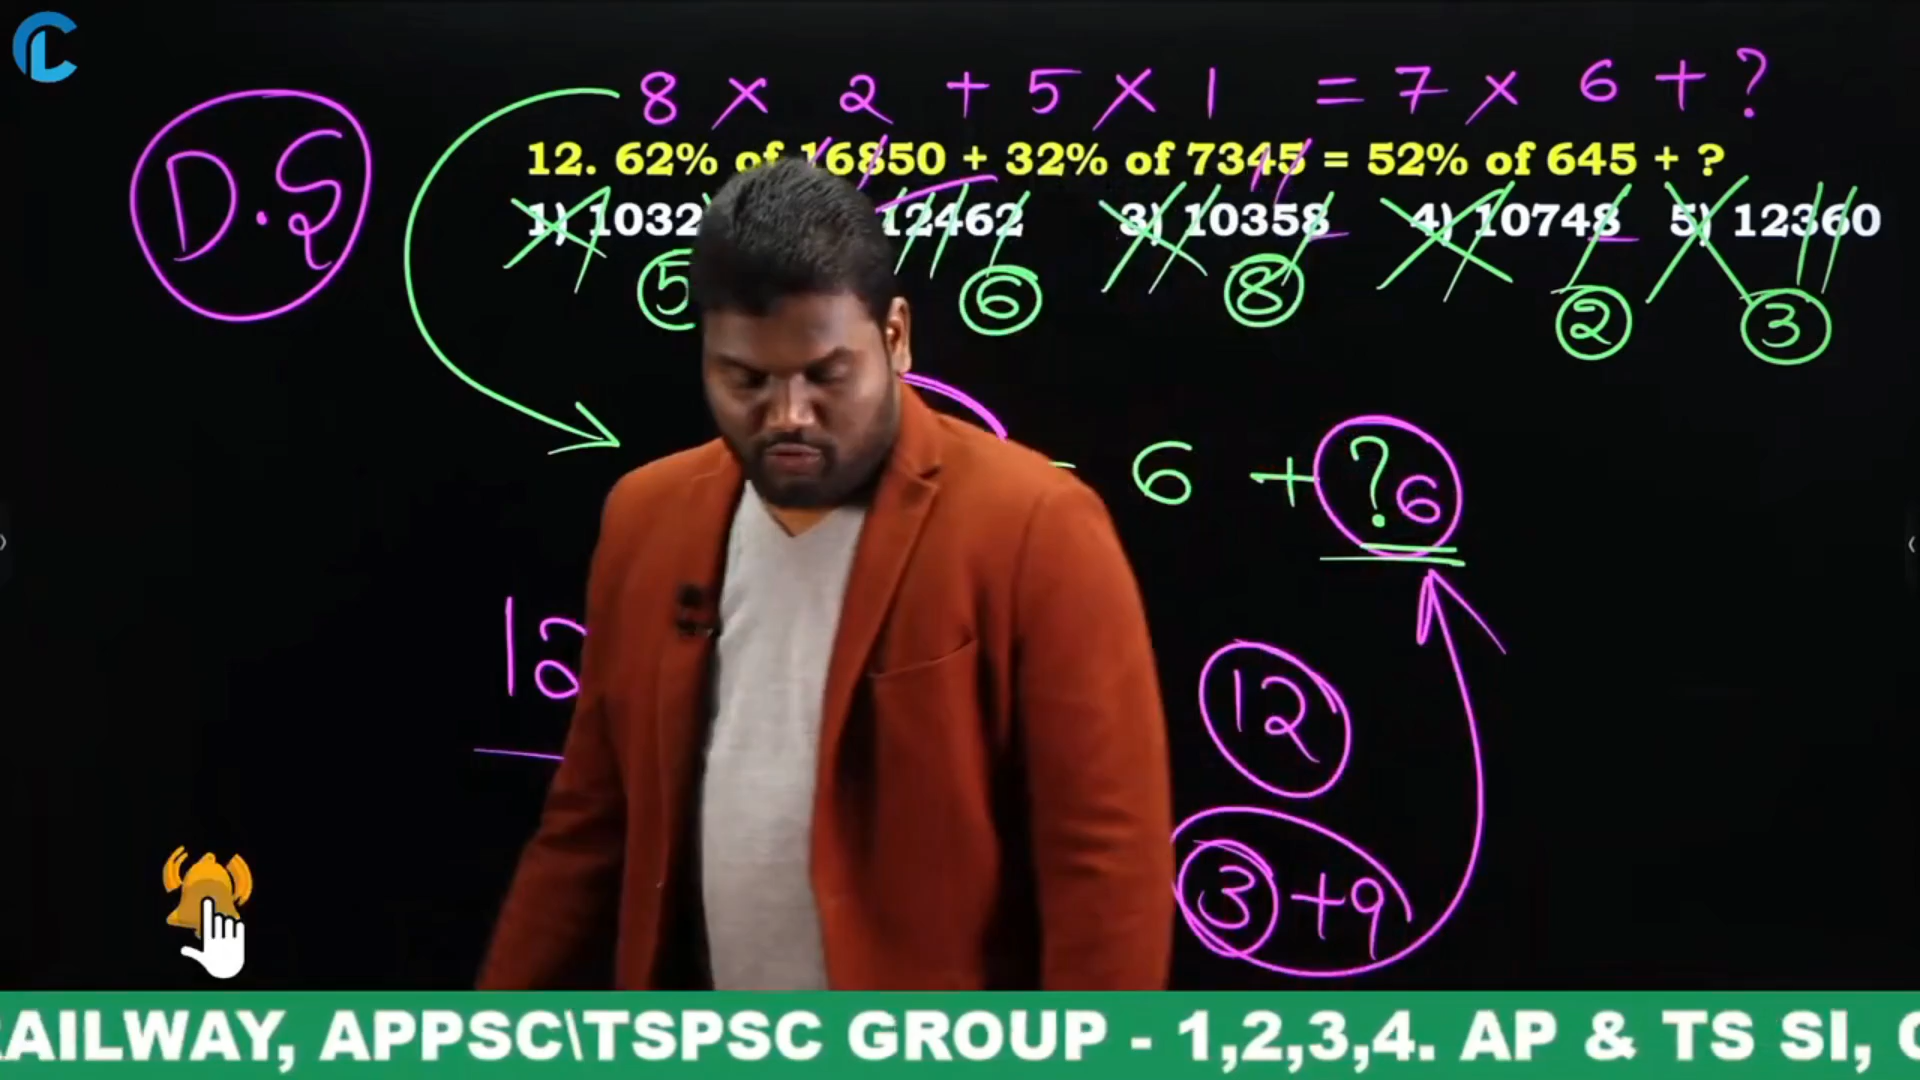 8 × 2 + 5 × 1 = 7 × 6 + ?
12. 62% of 16850 + 32% of 7345 = 52% of 645 + ?
D.S
1) 1032 12462 3) 10358 4) 10748 5) 12360
5 6 8 2 3
6 + ?6
12
12
3+9
RAILWAY, APPSC\TSPSC GROUP - 1,2,3,4. AP & TS SI,